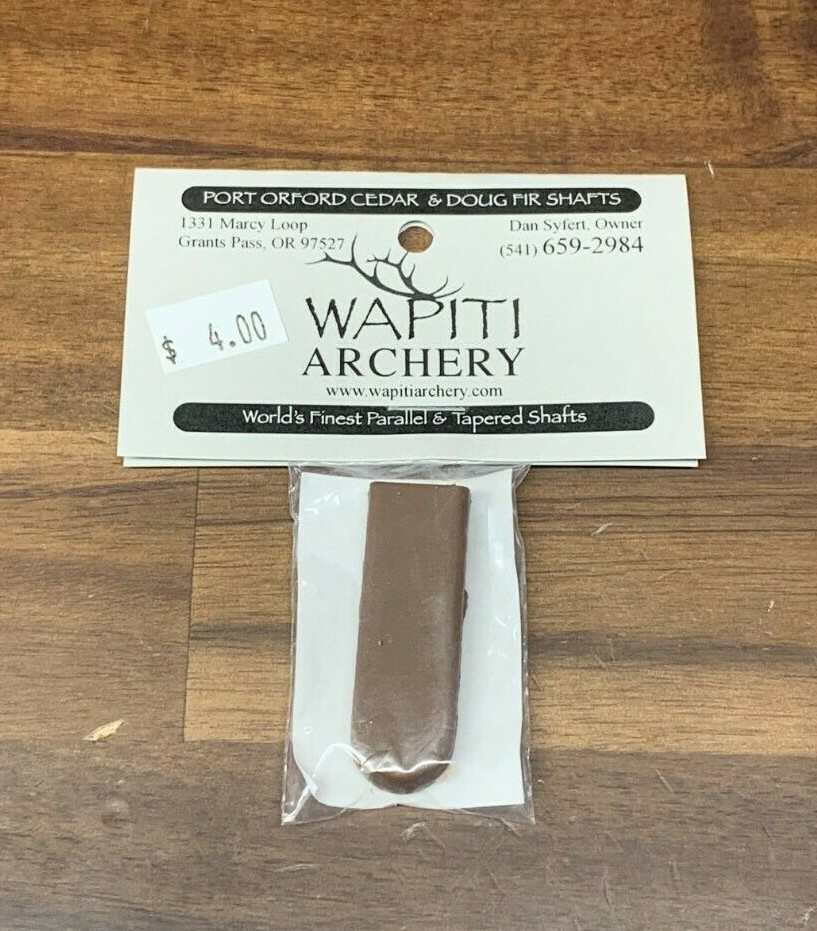 PORT ORFORD CEDAR & DOUG FIR SHAFTS
1331 Marcy Loop
Grants Pass, OR 97527
Dan Syfert, Owner
(541) 659-2984
$ 4.00
WAPITI
ARCHERY
www.wapitiarchery.com
World's Finest Parallel & Tapered Shafts